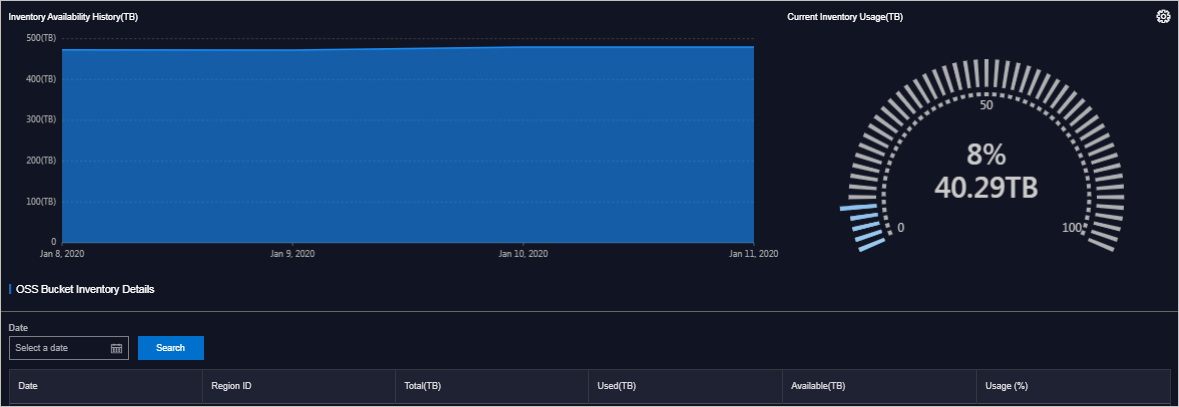 Inventory Availability History(TB)
500(TB)
400(TB)
300(TB)
200(TB)
100(TB)
0
Jan 8, 2020
Jan 9, 2020
Jan 10, 2020
Jan 11, 2020
Current Inventory Usage(TB)
50
8%
40.29TB
0
100
OSS Bucket Inventory Details
Date
Select a date
Search
Date
Region ID
Total(TB)
Used(TB)
Available(TB)
Usage (%)